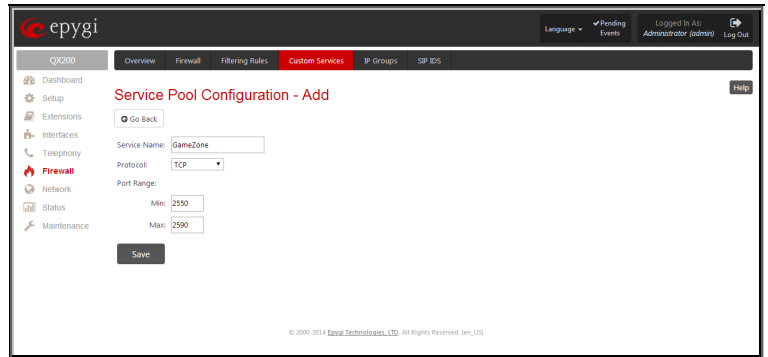 epygi
Language
Pending Events
Logged In As:
Administrator (admin)
Log Out
QX200
Overview
Firewall
Filtering Rules
Custom Services
IP Groups
SIP IDS
Dashboard
Setup
Extensions
Interfaces
Telephony
Firewall
Network
Status
Maintenance
Help
Service Pool Configuration - Add
Go Back
Service Name: GameZone
Protocol: TCP
Port Range:
Min: 2550
Max: 2590
Save
© 2000-2014 Epygi Technologies, LTD. All Rights Reserved. (en_US)